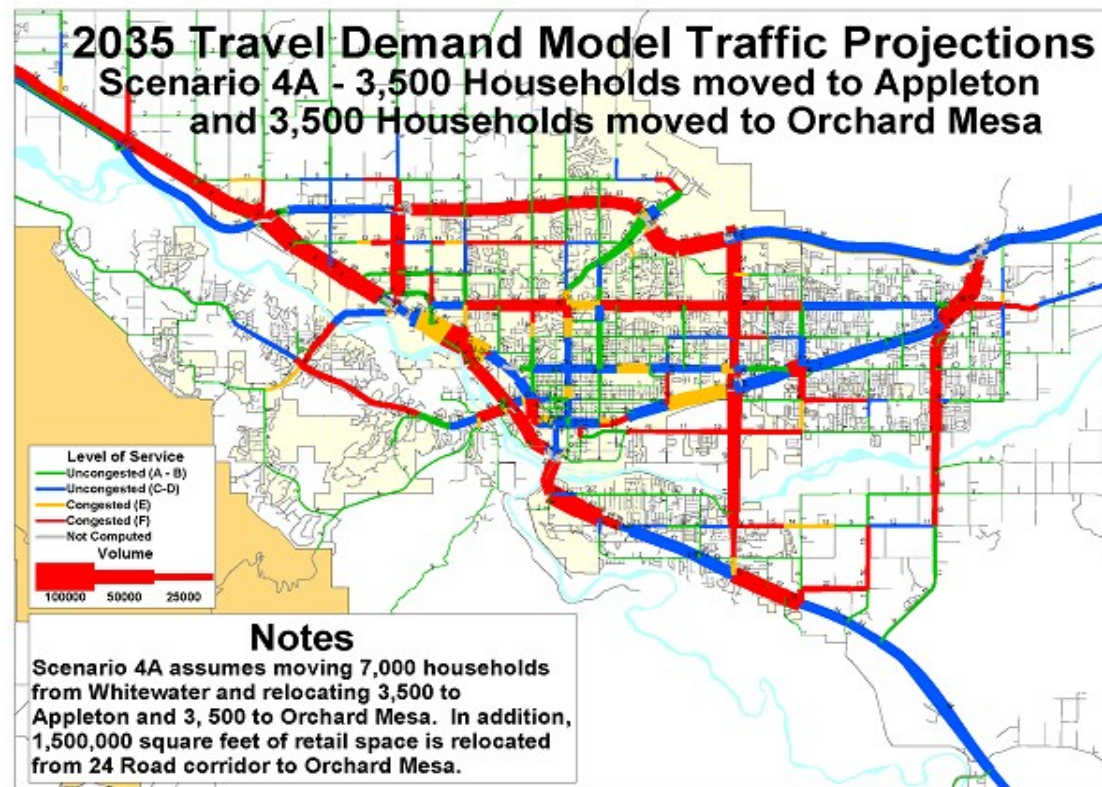 2035 Travel Demand Model Traffic Projections
Scenario 4A - 3,500 Households moved to Appleton
and 3,500 Households moved to Orchard Mesa
Level of Service
Uncongested (A - B)
Uncongested (C-D)
Congested (E)
Congested (F)
Not Computed
Volume
100000 50000 25000
Notes
Scenario 4A assumes moving 7,000 households
from Whitewater and relocating 3,500 to
Appleton and 3, 500 to Orchard Mesa. In addition,
1,500,000 square feet of retail space is relocated
from 24 Road corridor to Orchard Mesa.